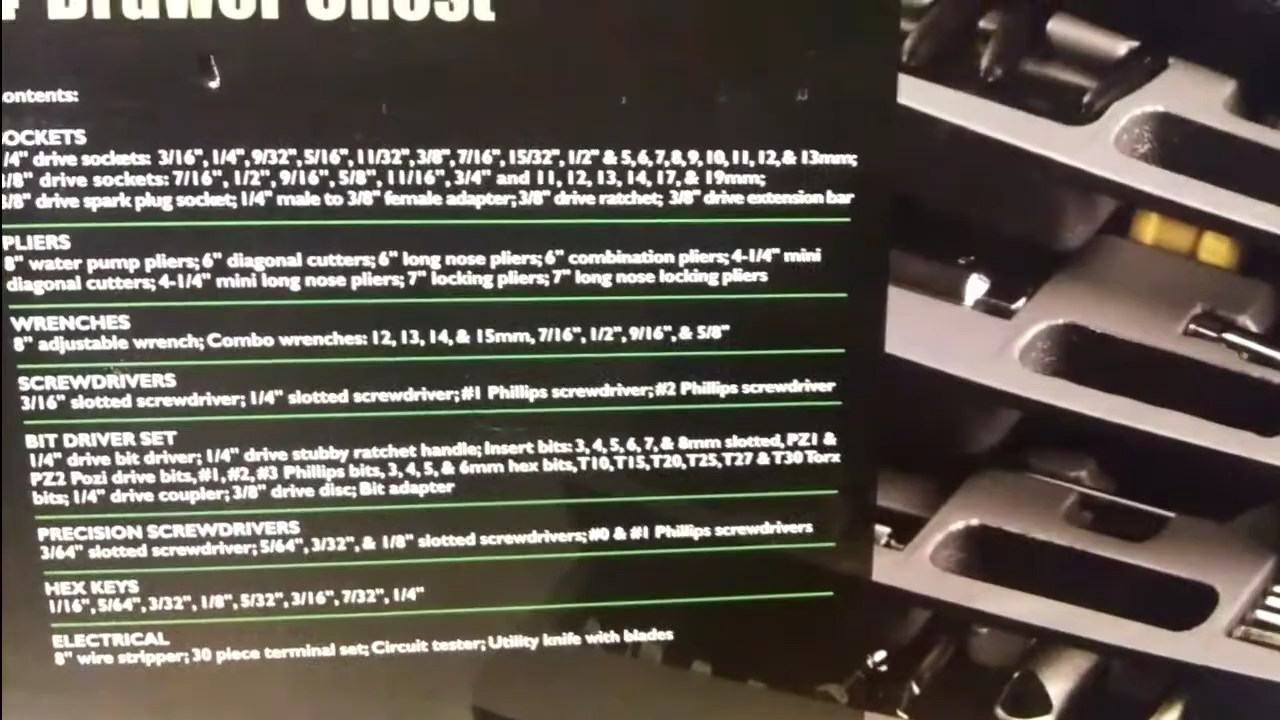 Drawer Chest
ontents:
OCKETS
/4" drive sockets: 3/16", 1/4", 9/32", 5/16", 11/32", 3/8", 7/16", 15/32", 1/2" & 5, 6, 7, 8, 9, 10, 11, 12, & 13mm;
3/8" drive sockets: 7/16", 1/2", 9/16", 5/8", 11/16", 3/4" and 11, 12, 13, 14, 17, & 19mm;
3/8" drive spark plug socket; 1/4" male to 3/8" female adapter; 3/8" drive ratchet; 3/8" drive extension bar
PLIERS
8" water pump pliers; 6" diagonal cutters; 6" long nose pliers; 6" combination pliers; 4-1/4" mini
diagonal cutters; 4-1/4" mini long nose pliers; 7" locking pliers; 7" long nose locking pliers
WRENCHES
8" adjustable wrench; Combo wrenches: 12, 13, 14, & 15mm, 7/16", 1/2", 9/16", & 5/8"
SCREWDRIVERS
3/16" slotted screwdriver; 1/4" slotted screwdriver; #1 Phillips screwdriver; #2 Phillips screwdriver
BIT DRIVER SET
1/4" drive bit driver; 1/4" drive stubby ratchet handle; Insert bits: 3, 4, 5, 6, 7, & 8mm slotted, PZ1 &
PZ2 Pozi drive bits, #1, #2, #3 Phillips bits, 3, 4, 5, & 6mm hex bits, T10, T15, T20, T25, T27 & T30 Torx
bits; 1/4" drive coupler; 3/8" drive disc; Bit adapter
PRECISION SCREWDRIVERS
3/64" slotted screwdriver; 5/64", 3/32", & 1/8" slotted screwdrivers; #0 & #1 Phillips screwdrivers
HEX KEYS
1/16", 5/64", 3/32", 1/8", 5/32", 3/16", 7/32", 1/4"
ELECTRICAL
8" wire stripper; 30 piece terminal set; Circuit tester; Utility knife with blades